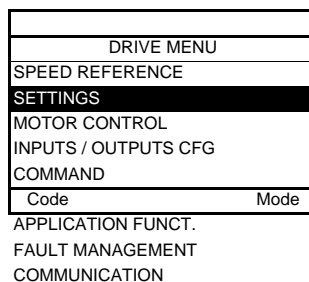 DRIVE MENU
SPEED REFERENCE
SETTINGS
MOTOR CONTROL
INPUTS / OUTPUTS CFG
COMMAND
Code Mode
APPLICATION FUNCT.
FAULT MANAGEMENT
COMMUNICATION